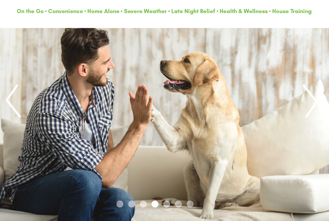 On the Go • Convenience • Home Alone • Severe Weather • Late Night Relief • Health & Wellness • House Training